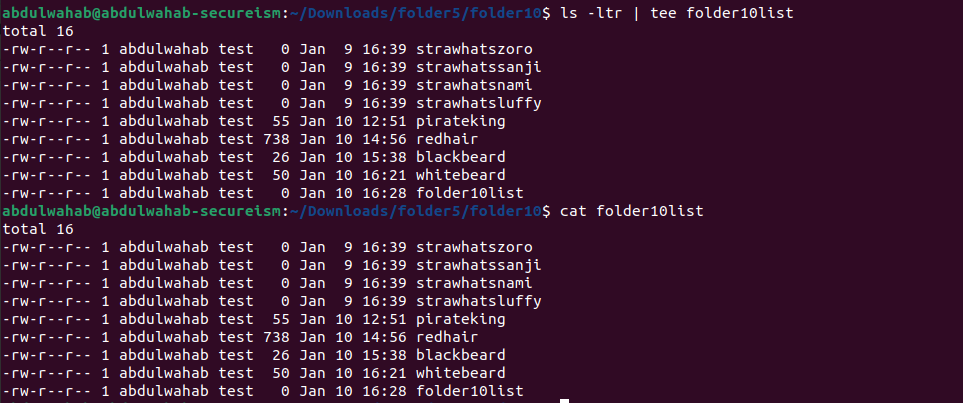 abdulwahab@abdulwahab-secureism:~/Downloads/folder5/folder10$ ls -ltr | tee folder10list
total 16
-rw-r--r-- 1 abdulwahab test   0 Jan  9 16:39 strawhatszoro
-rw-r--r-- 1 abdulwahab test   0 Jan  9 16:39 strawhatssanji
-rw-r--r-- 1 abdulwahab test   0 Jan  9 16:39 strawhatsnami
-rw-r--r-- 1 abdulwahab test   0 Jan  9 16:39 strawhatsluffy
-rw-r--r-- 1 abdulwahab test  55 Jan 10 12:51 pirateking
-rw-r--r-- 1 abdulwahab test 738 Jan 10 14:56 redhair
-rw-r--r-- 1 abdulwahab test  26 Jan 10 15:38 blackbeard
-rw-r--r-- 1 abdulwahab test  50 Jan 10 16:21 whitebeard
-rw-r--r-- 1 abdulwahab test   0 Jan 10 16:28 folder10list
abdulwahab@abdulwahab-secureism:~/Downloads/folder5/folder10$ cat folder10list
total 16
-rw-r--r-- 1 abdulwahab test   0 Jan  9 16:39 strawhatszoro
-rw-r--r-- 1 abdulwahab test   0 Jan  9 16:39 strawhatssanji
-rw-r--r-- 1 abdulwahab test   0 Jan  9 16:39 strawhatsnami
-rw-r--r-- 1 abdulwahab test   0 Jan  9 16:39 strawhatsluffy
-rw-r--r-- 1 abdulwahab test  55 Jan 10 12:51 pirateking
-rw-r--r-- 1 abdulwahab test 738 Jan 10 14:56 redhair
-rw-r--r-- 1 abdulwahab test  26 Jan 10 15:38 blackbeard
-rw-r--r-- 1 abdulwahab test  50 Jan 10 16:21 whitebeard
-rw-r--r-- 1 abdulwahab test   0 Jan 10 16:28 folder10list